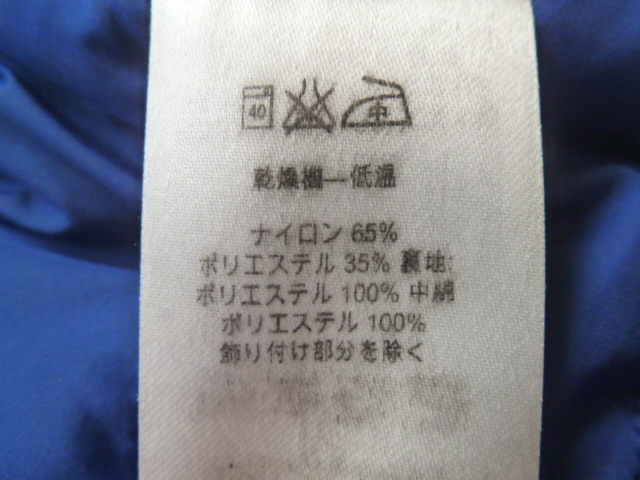 40 中
乾燥機—低温
ナイロン 65%
ポリエステル 35% 裏地:
ポリエステル 100% 中綿
ポリエステル 100%
飾り付け部分を除く